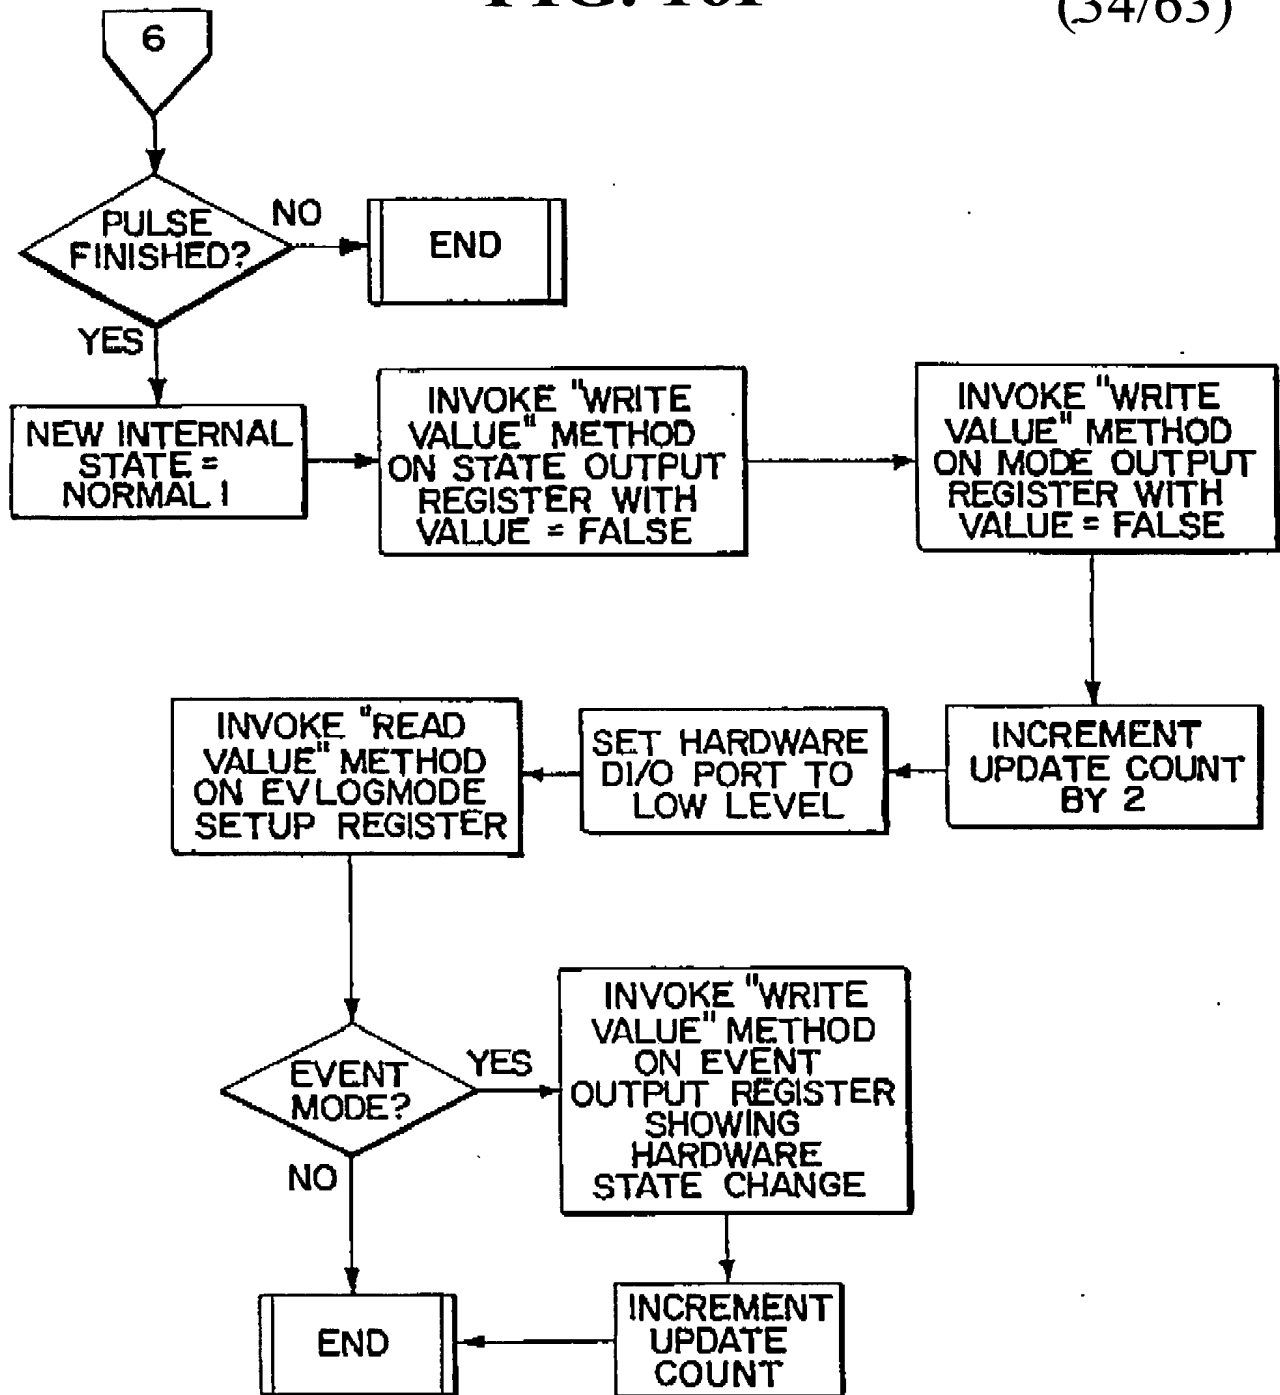 (34/63)
6
PULSE
FINISHED?
NO
END
YES
NEW INTERNAL
STATE =
NORMAL 1
INVOKE "WRITE
VALUE" METHOD
ON STATE OUTPUT
REGISTER WITH
VALUE = FALSE
INVOKE "WRITE
VALUE" METHOD
ON MODE OUTPUT
REGISTER WITH
VALUE = FALSE
INCREMENT
UPDATE COUNT
BY 2
SET HARDWARE
DI/O PORT TO
LOW LEVEL
INVOKE "READ
VALUE" METHOD
ON EVLOGMODE
SETUP REGISTER
EVENT
MODE?
YES
INVOKE "WRITE
VALUE" METHOD
ON EVENT
OUTPUT REGISTER
SHOWING
HARDWARE
STATE CHANGE
NO
INCREMENT
UPDATE
COUNT
END